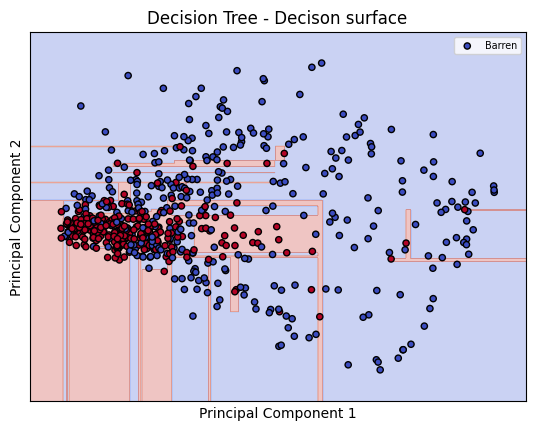 Decision Tree - Decison surface
Barren
Principal Component 2
Principal Component 1